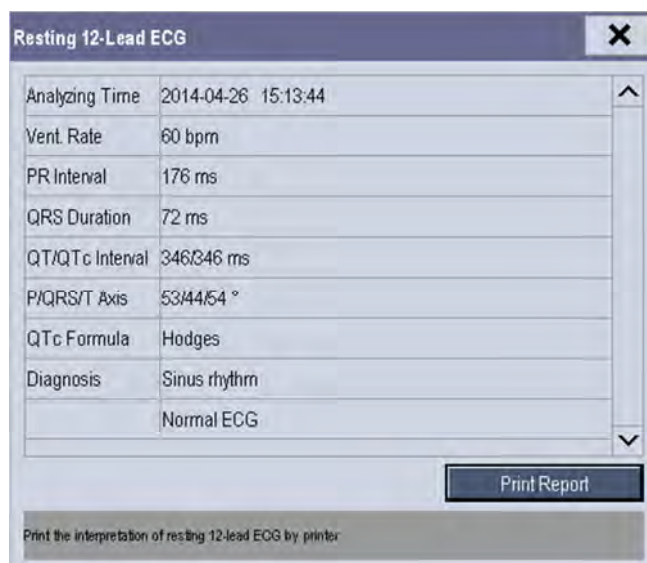 Resting 12-Lead ECG
Analyzing Time 2014-04-26 15:13:44
Vent. Rate 60 bpm
PR Interval 176 ms
QRS Duration 72 ms
QT/QTc Interval 346/346 ms
P/QRS/T Axis 53/44/54 °
QTc Formula Hodges
Diagnosis Sinus rhythm
Normal ECG
Print Report
Print the interpretation of resting 12-lead ECG by printer